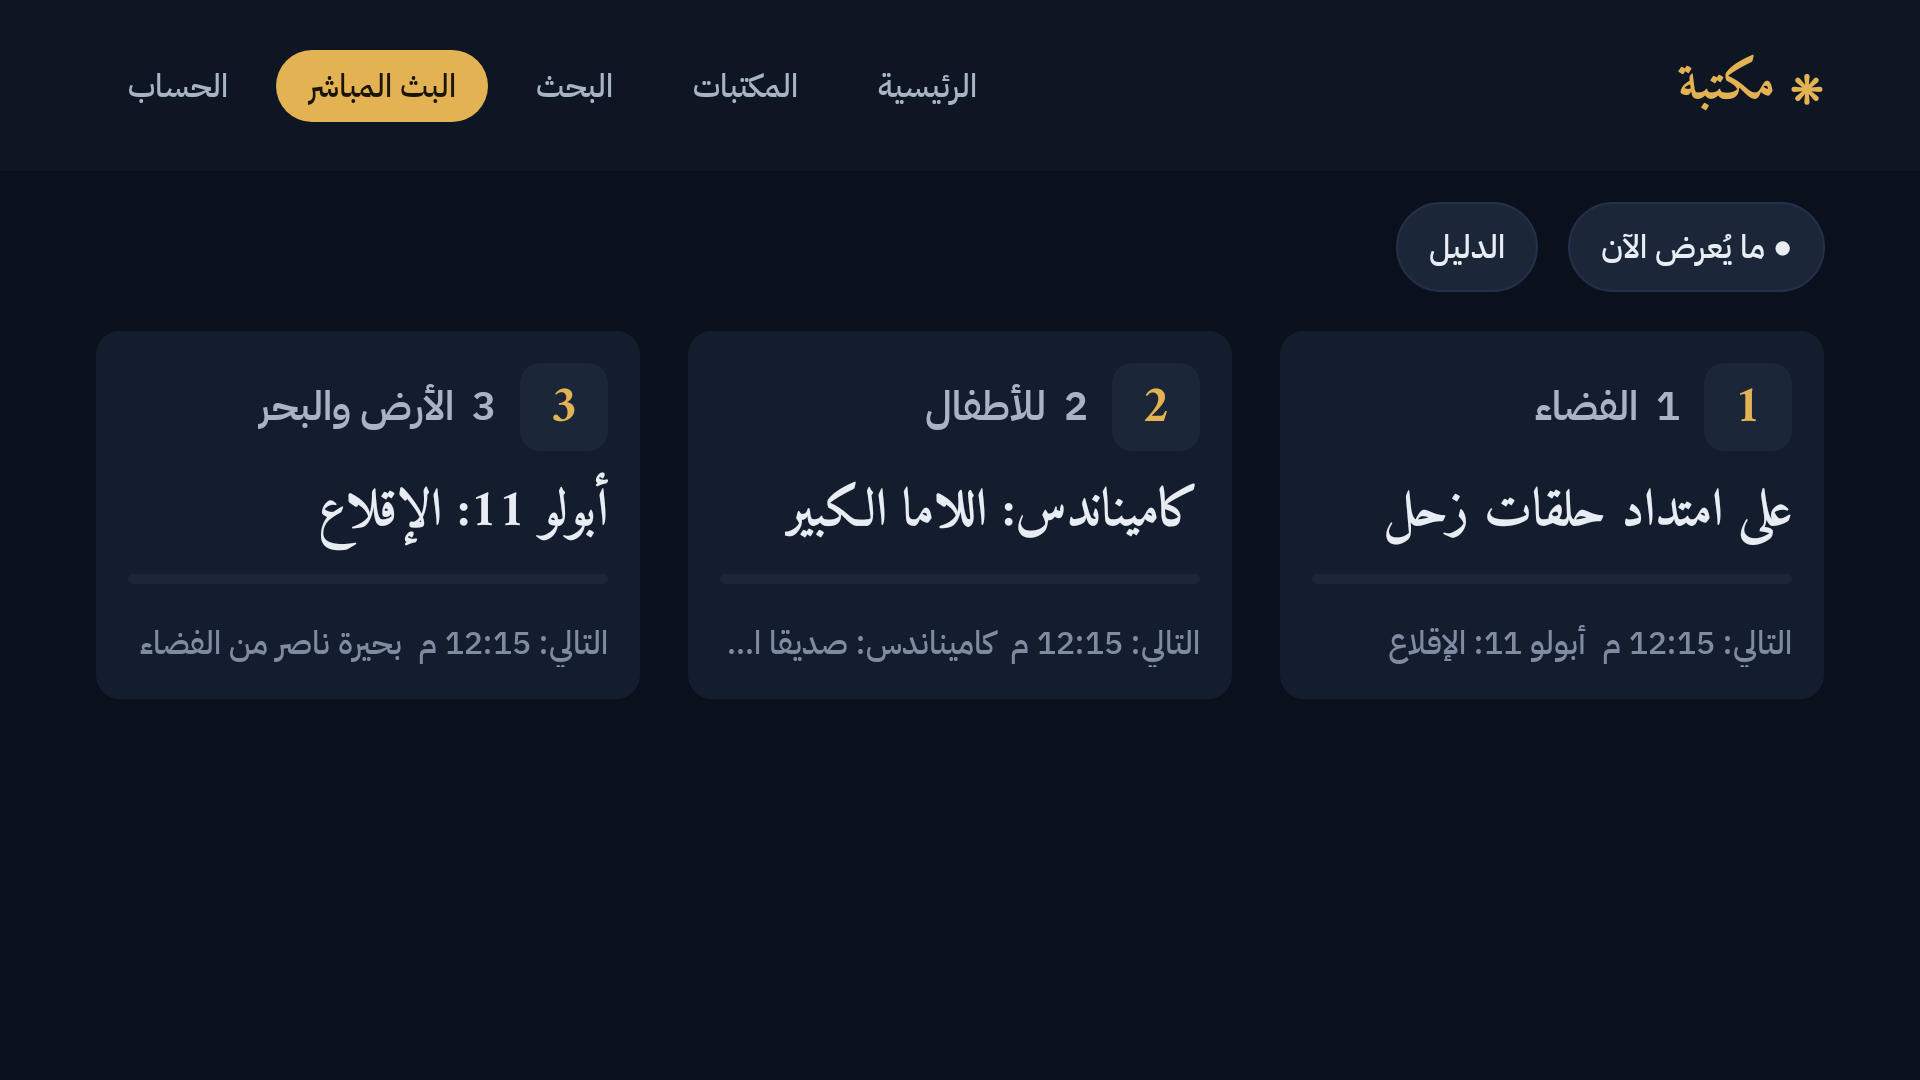 مكتبة
الرئيسية
المكتبات
البحث
البث المباشر
الحساب
● ما يُعرض الآن
الدليل
1
1 الفضاء
على امتداد حلقات زحل
التالي: 12:15 م أبولو 11: الإقلاع
2
2 للأطفال
كاميناندس: اللاما الكبير
التالي: 12:15 م كاميناندس: صديقا ا...
3
3 الأرض والبحر
أبولو 11: الإقلاع
التالي: 12:15 م بحيرة ناصر من الفضاء